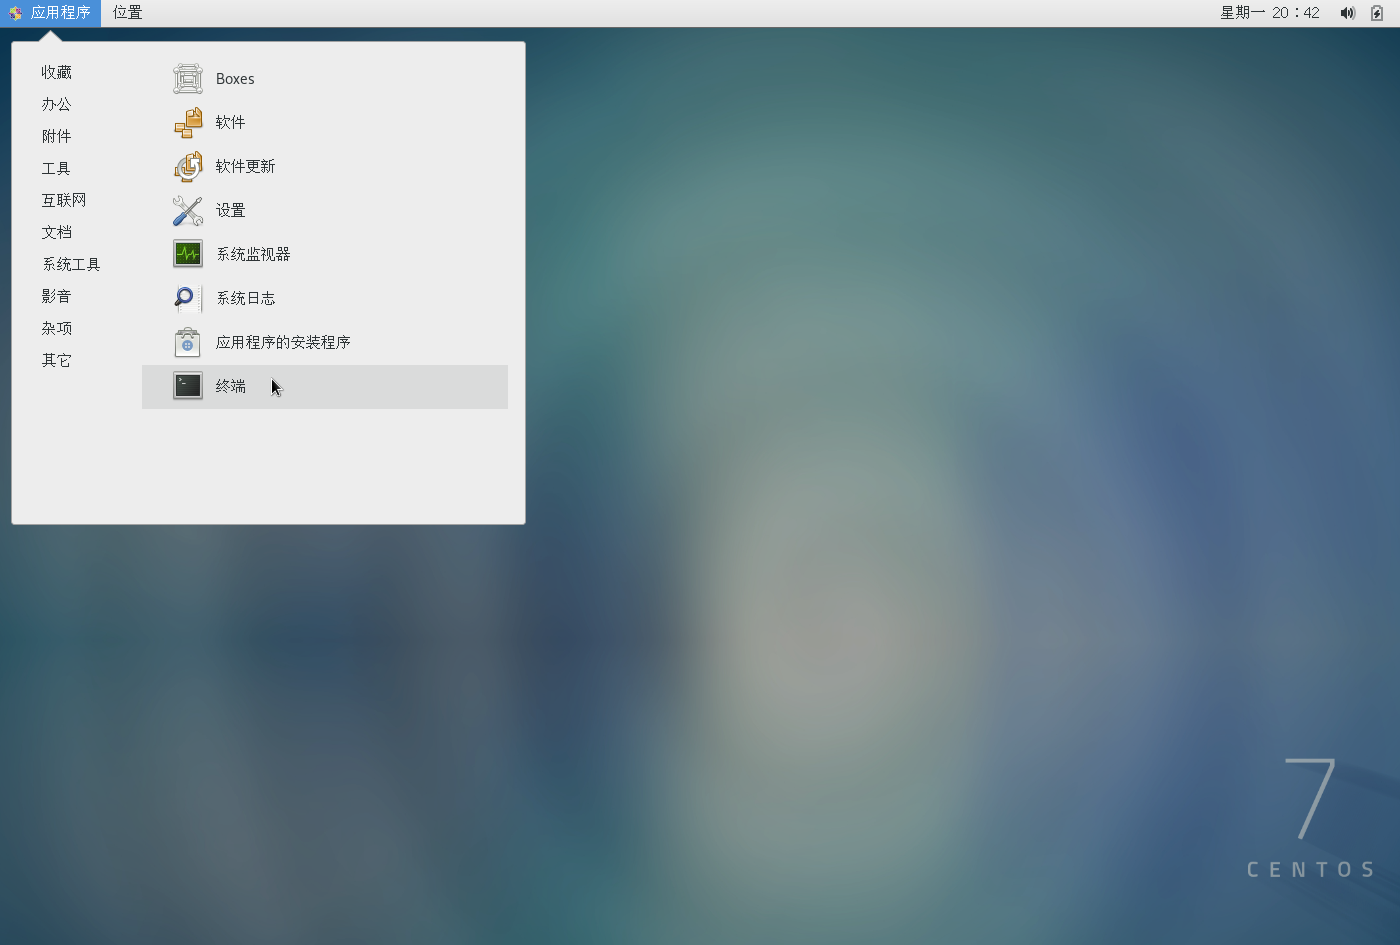 应用程序 位置 星期一 20：42
收藏
办公
附件
工具
互联网
文档
系统工具
影音
杂项
其它
Boxes
软件
软件更新
设置
系统监视器
系统日志
应用程序的安装程序
终端
7
CENTOS